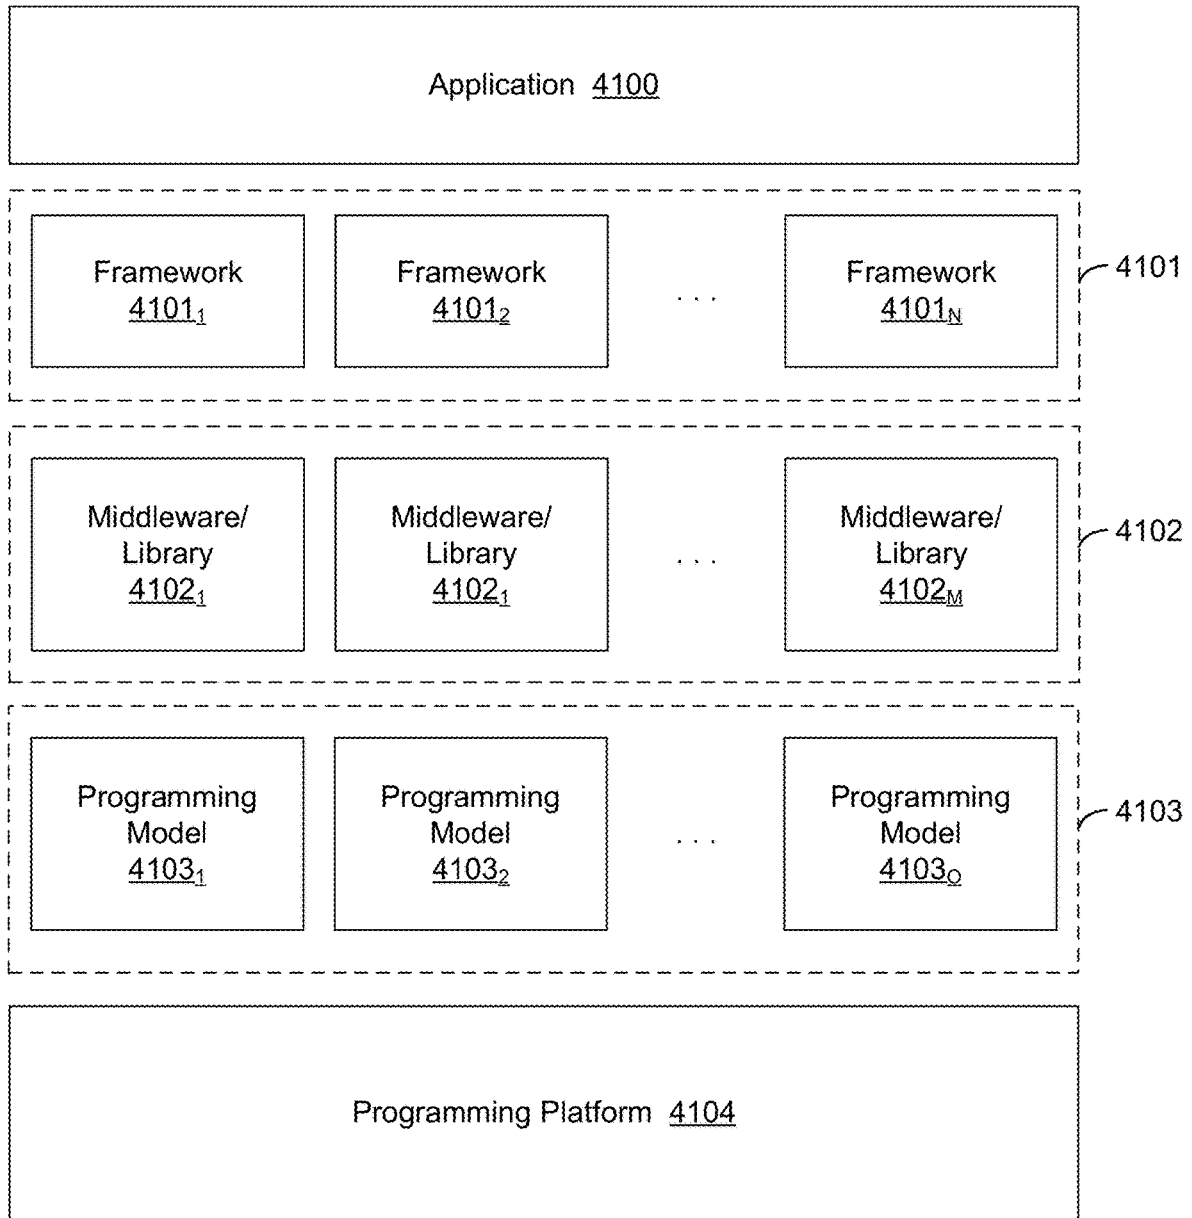 Application 4100
Framework Framework Framework
4101₁ 4101₂ . . . 4101N
4101
Middleware/ Middleware/ Middleware/
Library Library . . . Library
4102₁ 4102₁ 4102M
4102
Programming Programming Programming
Model Model . . . Model
4103₁ 4103₂ 4103O
4103
Programming Platform 4104